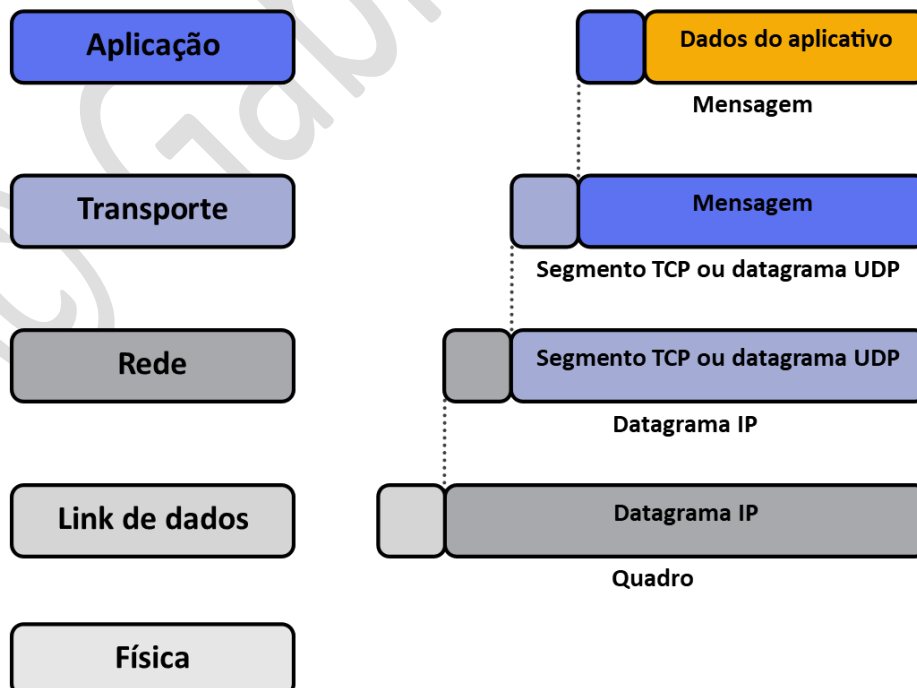 Aplicação
Dados do aplicativo
Mensagem
Transporte
Mensagem
Segmento TCP ou datagrama UDP
Rede
Segmento TCP ou datagrama UDP
Datagrama IP
Link de dados
Datagrama IP
Quadro
Física